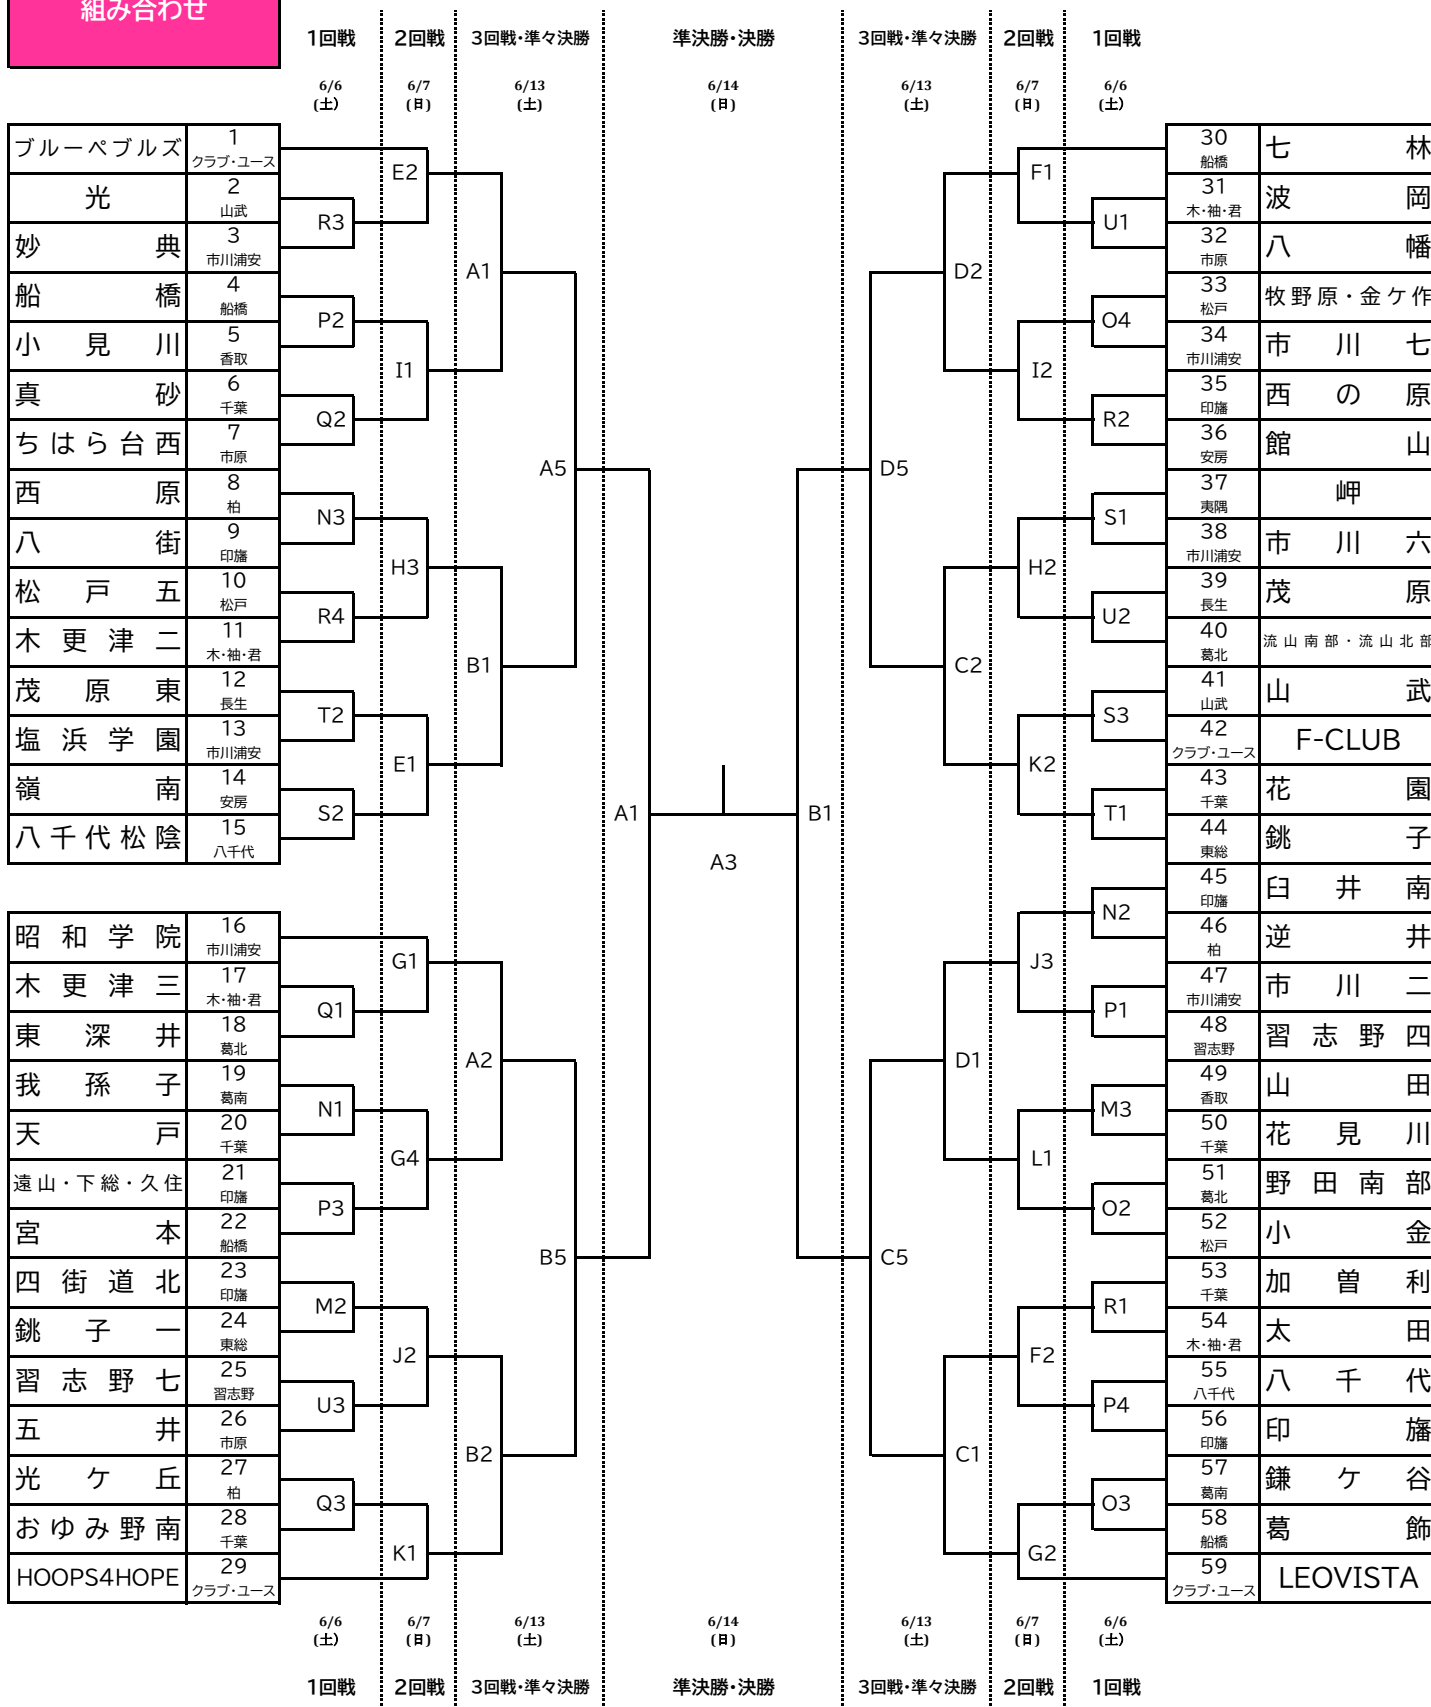 組み合わせ
1回戦 2回戦 3回戦・準々決勝 準決勝・決勝 3回戦・準々決勝 2回戦 1回戦
6/6 6/7 6/13 6/14 6/13 6/7 6/6
(土) (日) (土) (日) (土) (日) (土)
ブルーペブルズ 1 クラブ・ユース
光 2 山武
妙典 3 市川浦安
船橋 4 船橋
小見川 5 香取
真砂 6 千葉
ちはら台西 7 市原
西原 8 柏
八街 9 印旛
松戸五 10 松戸
木更津二 11 木・袖・君
茂原東 12 長生
塩浜学園 13 市川浦安
嶺南 14 安房
八千代松陰 15 八千代
昭和学院 16 市川浦安
木更津三 17 木・袖・君
東深井 18 葛北
我孫子 19 葛南
天戸 20 千葉
遠山・下総・久住 21 印旛
宮本 22 船橋
四街道北 23 印旛
銚子一 24 東総
習志野七 25 習志野
五井 26 市原
光ケ丘 27 柏
おゆみ野南 28 千葉
HOOPS4HOPE 29 クラブ・ユース
R3
P2
Q2
N3
R4
T2
S2
Q1
N1
P3
M2
U3
Q3
E2
I1
H3
E1
G1
G4
J2
K1
A1
B1
A2
B2
A5
B5
A1
A3
B1
D5
C5
D2
C2
D1
C1
F1
I2
H2
K2
J3
L1
F2
G2
U1
O4
R2
S1
U2
S3
T1
N2
P1
M3
O2
R1
P4
O3
30 船橋 七林
31 木・袖・君 波岡
32 市原 八幡
33 松戸 牧野原・金ケ作
34 市川浦安 市川七
35 印旛 西の原
36 安房 館山
37 夷隅 岬
38 市川浦安 市川六
39 長生 茂原
40 葛北 流山南部・流山北部
41 山武 山武
42 クラブ・ユース F-CLUB
43 千葉 花園
44 東総 銚子
45 印旛 臼井南
46 柏 逆井
47 市川浦安 市川二
48 習志野 習志野四
49 香取 山田
50 千葉 花見川
51 葛北 野田南部
52 松戸 小金
53 千葉 加曽利
54 木・袖・君 太田
55 八千代 八千代
56 印旛 印旛
57 葛南 鎌ケ谷
58 船橋 葛飾
59 クラブ・ユース LEOVISTA
6/6 6/7 6/13 6/14 6/13 6/7 6/6
(土) (日) (土) (日) (土) (日) (土)
1回戦 2回戦 3回戦・準々決勝 準決勝・決勝 3回戦・準々決勝 2回戦 1回戦